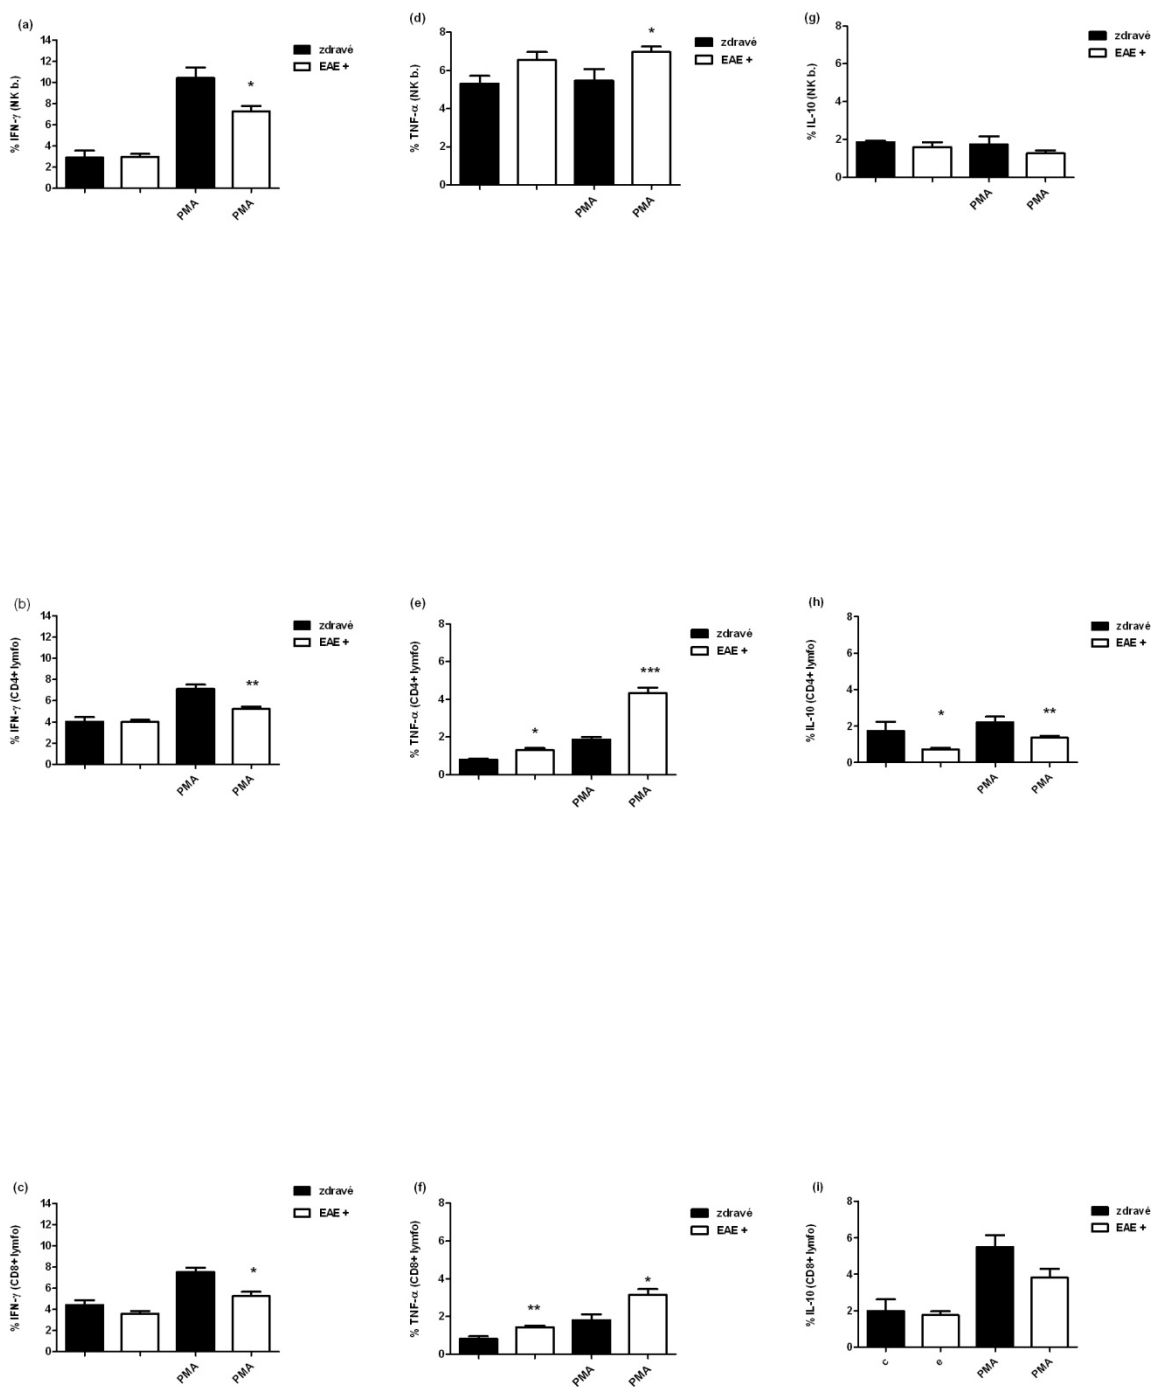 (a)
% IFN-γ (NK b.)
14
12
10
8
6
4
2
0
*
PMA
PMA
zdravé
EAE +
(d)
% TNF-α (NK b.)
8
6
4
2
0
*
PMA
PMA
zdravé
EAE +
(g)
% IL-10 (NK b.)
8
6
4
2
0
PMA
PMA
zdravé
EAE +
(b)
% IFN-γ (CD4+ lymfo)
14
12
10
8
6
4
2
0
**
PMA
PMA
zdravé
EAE +
(e)
% TNF-α (CD4+ lymfo)
8
6
4
2
0
*
***
PMA
PMA
zdravé
EAE +
(h)
% IL-10 (CD4+ lymfo)
8
6
4
2
0
*
**
PMA
PMA
zdravé
EAE +
(c)
% IFN-γ (CD8+ lymfo)
14
12
10
8
6
4
2
0
*
PMA
PMA
zdravé
EAE +
(f)
% TNF-α (CD8+ lymfo)
8
6
4
2
0
**
*
PMA
PMA
zdravé
EAE +
(i)
% IL-10 (CD8+ lymfo)
8
6
4
2
0
c
e
PMA
PMA
zdravé
EAE +